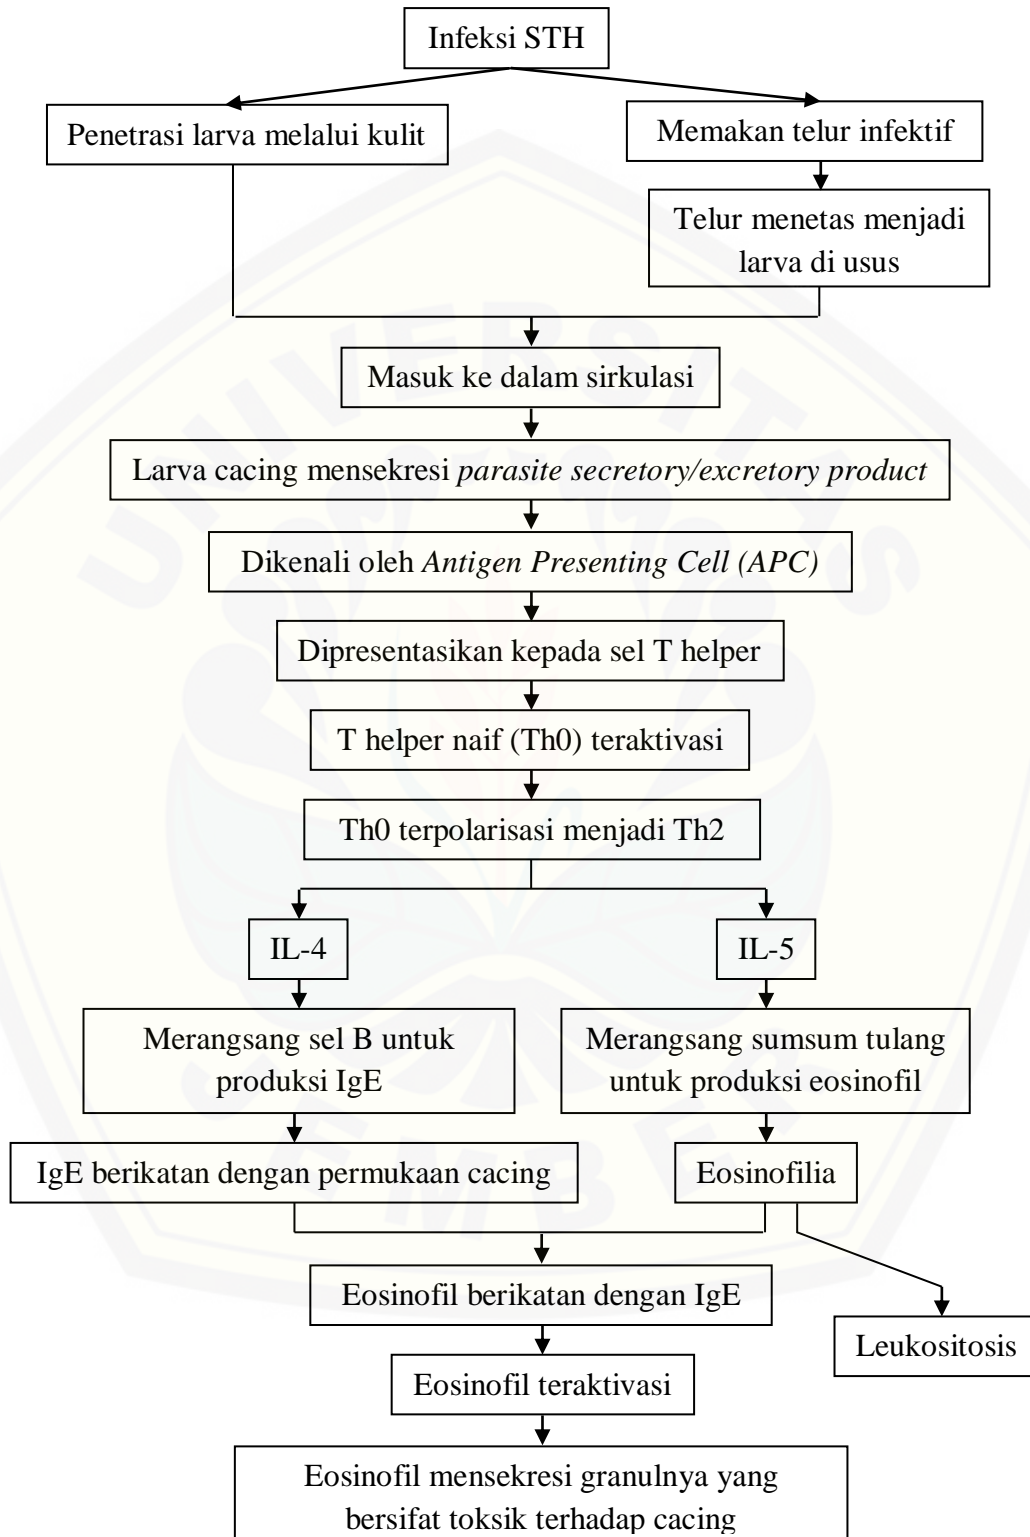 Infeksi STH
Penetrasi larva melalui kulit
Memakan telur infektif
Telur menetas menjadi
larva di usus
Masuk ke dalam sirkulasi
Larva cacing mensekresi parasite secretory/excretory product
Dikenali oleh Antigen Presenting Cell (APC)
Dipresentasikan kepada sel T helper
T helper naif (Th0) teraktivasi
Th0 terpolarisasi menjadi Th2
IL-4
IL-5
Merangsang sel B untuk
produksi IgE
Merangsang sumsum tulang
untuk produksi eosinofil
IgE berikatan dengan permukaan cacing
Eosinofilia
Eosinofil berikatan dengan IgE
Leukositosis
Eosinofil teraktivasi
Eosinofil mensekresi granulnya yang
bersifat toksik terhadap cacing
UNIVERSITAS
JEMBER